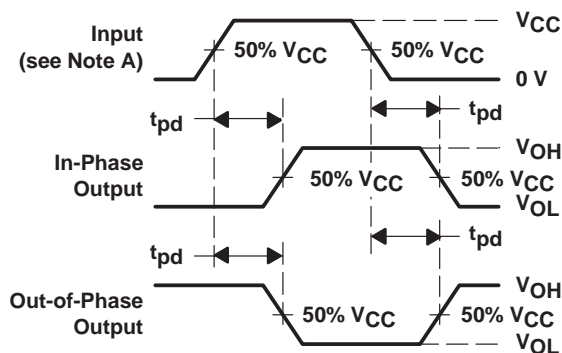 Input
(see Note A)
50% VCC
50% VCC
VCC
0 V
tpd
tpd
In-Phase
Output
50% VCC
VOH
50% VCC
VOL
tpd
tpd
Out-of-Phase
Output
50% VCC
VOH
50% VCC
VOL